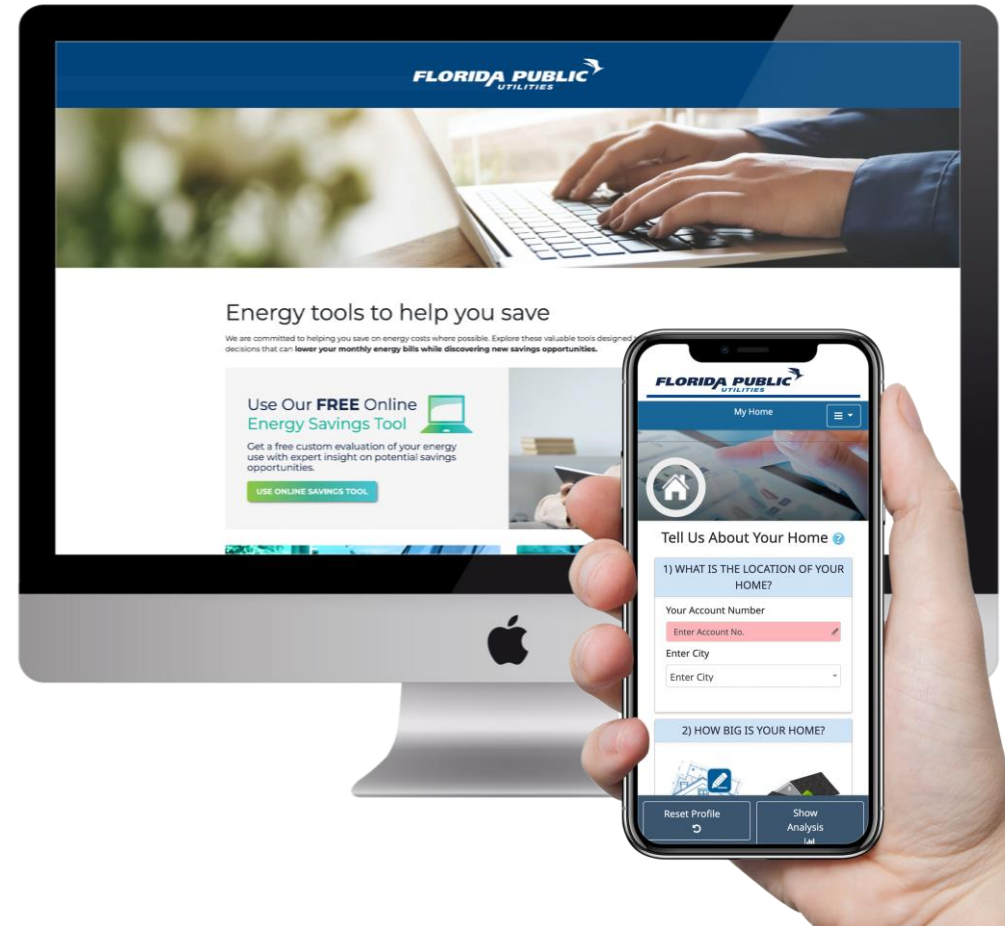 FLORIDA PUBLIC
UTILITIES
Energy tools to help you save
We are committed to helping you save on energy costs where possible. Explore these valuable tools designed
decisions that can lower your monthly energy bills while discovering new savings opportunities.
Use Our FREE Online
Energy Savings Tool
Get a free custom evaluation of your energy
use with expert insight on potential savings
opportunities.
USE ONLINE SAVINGS TOOL
FLORIDA PUBLIC
UTILITIES
My Home
Tell Us About Your Home ?
1) WHAT IS THE LOCATION OF YOUR
HOME?
Your Account Number
Enter Account No.
Enter City
Enter City
2) HOW BIG IS YOUR HOME?
Reset Profile
Show
Analysis